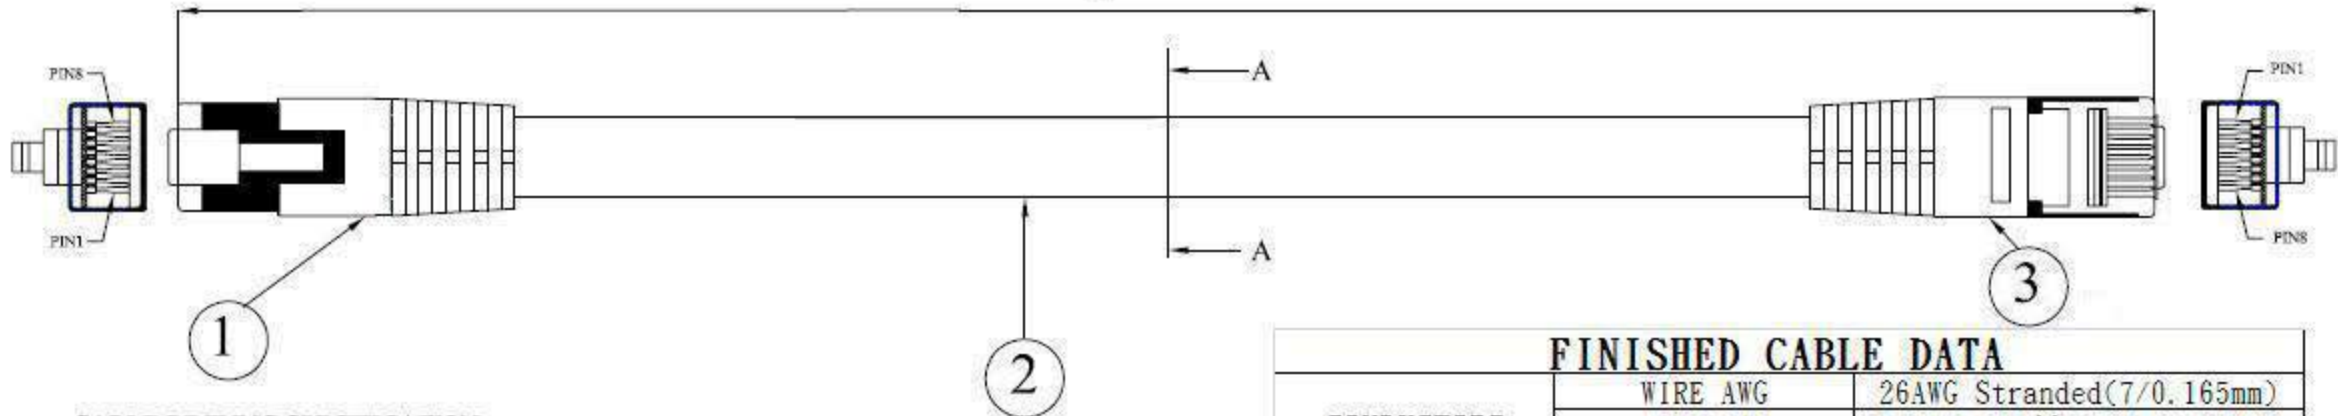 PIN8
A
PIN1
PIN1
A
PIN8
1
3
2
FINISHED CABLE DATA
WIRE AWG 26AWG Stranded(7/0.165mm)